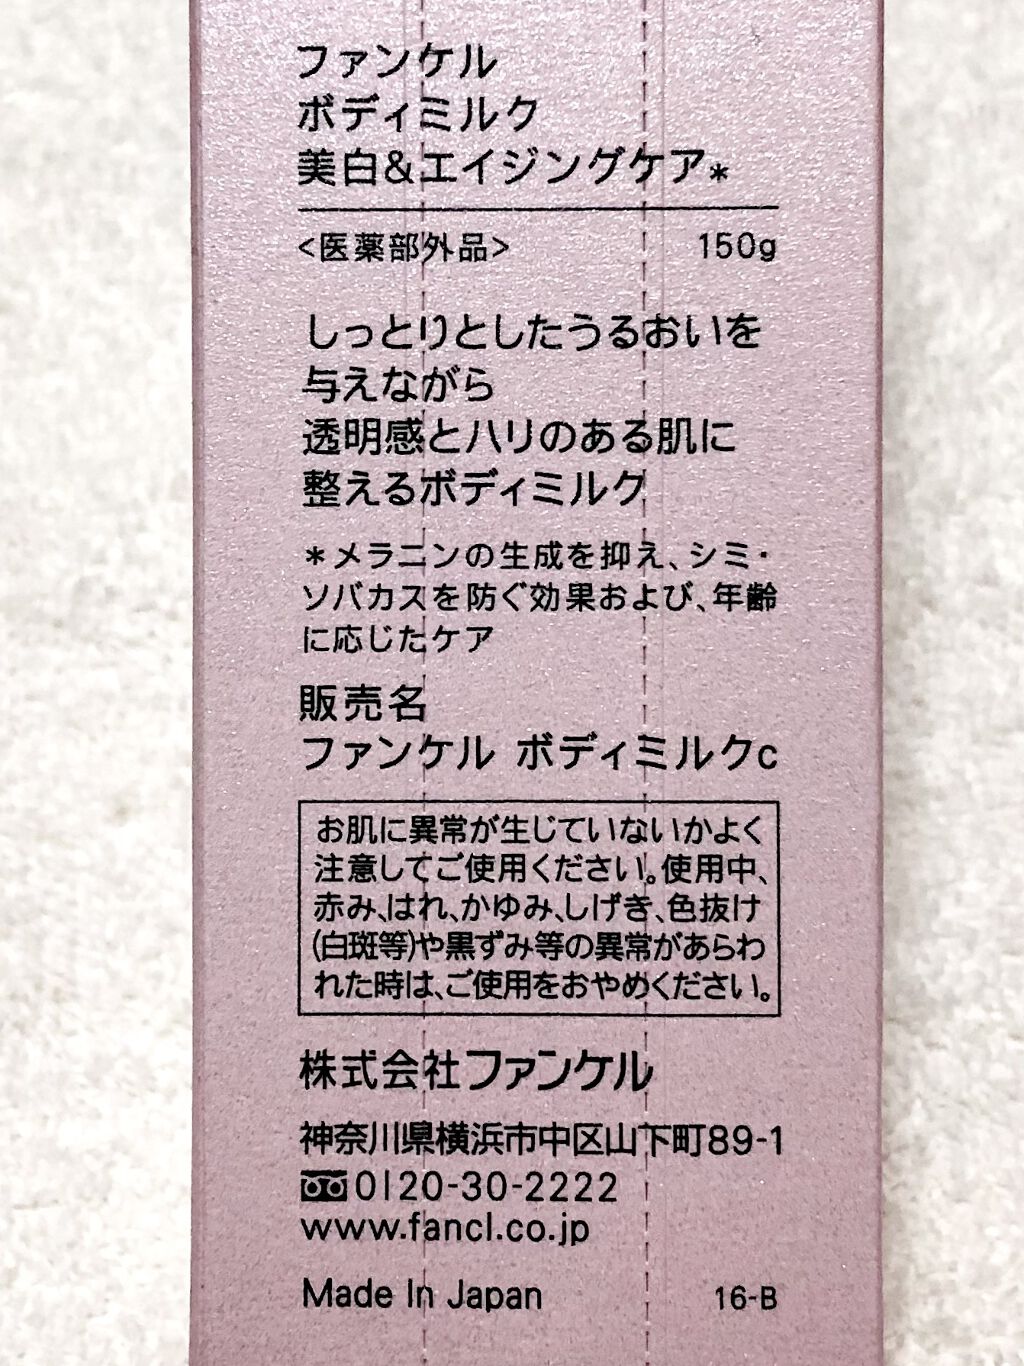 ファンケル
ボディミルク
美白&エイジングケア*
<医薬部外品> 150g
しっとりとしたうるおいを
与えながら
透明感とハリのある肌に
整えるボディミルク
*メラニンの生成を抑え、シミ・
ソバカスを防ぐ効果および、年齢
に応じたケア
販売名
ファンケル ボディミルクc
お肌に異常が生じていないかよく
注意してご使用ください。使用中、
赤み、はれ、かゆみ、しげき、色抜け
(白斑等)や黒ずみ等の異常があらわ
れた時は、ご使用をおやめください。
株式会社ファンケル
神奈川県横浜市中区山下町89-1
0120-30-2222
www.fancl.co.jp
Made In Japan 16-B